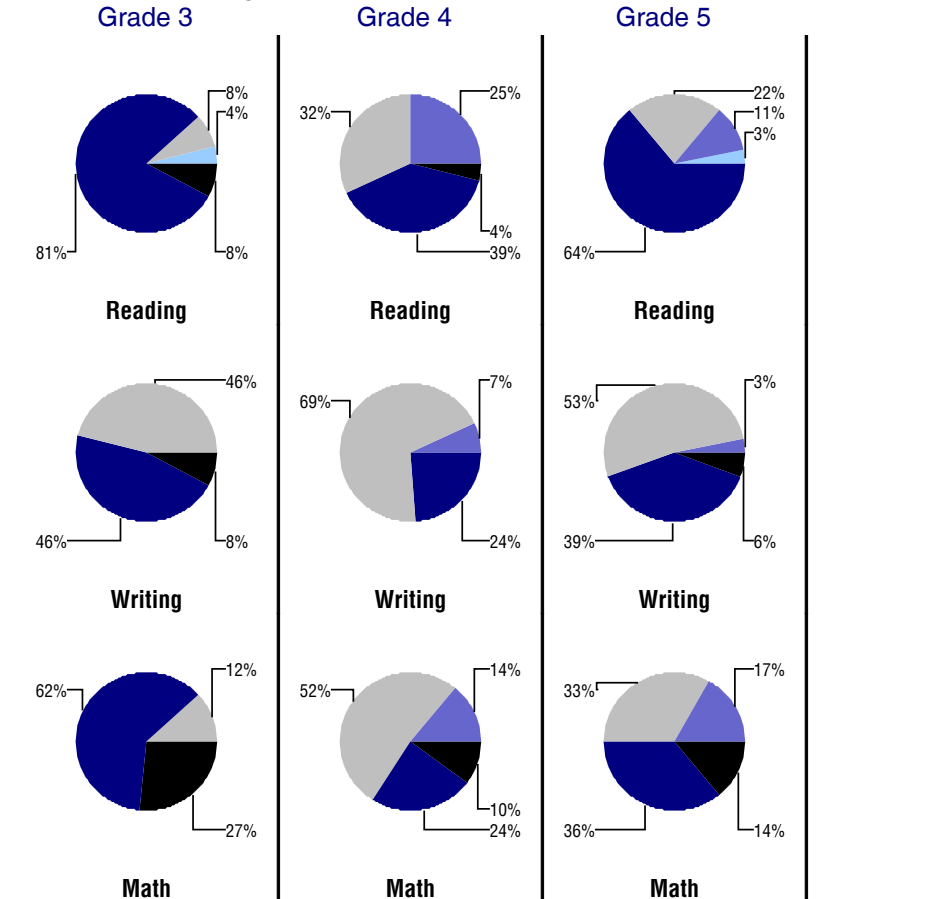 Grade 3 Grade 4 Grade 5
8% 25% 22%
4% 32% 11%
3%
4%
81% 8% 39% 64%
Reading Reading Reading
46% 7% 3%
69% 53%
46% 8% 24% 39% 6%
Writing Writing Writing
12% 14% 17%
62% 52% 33%
10%
27% 24% 36% 14%
Math Math Math